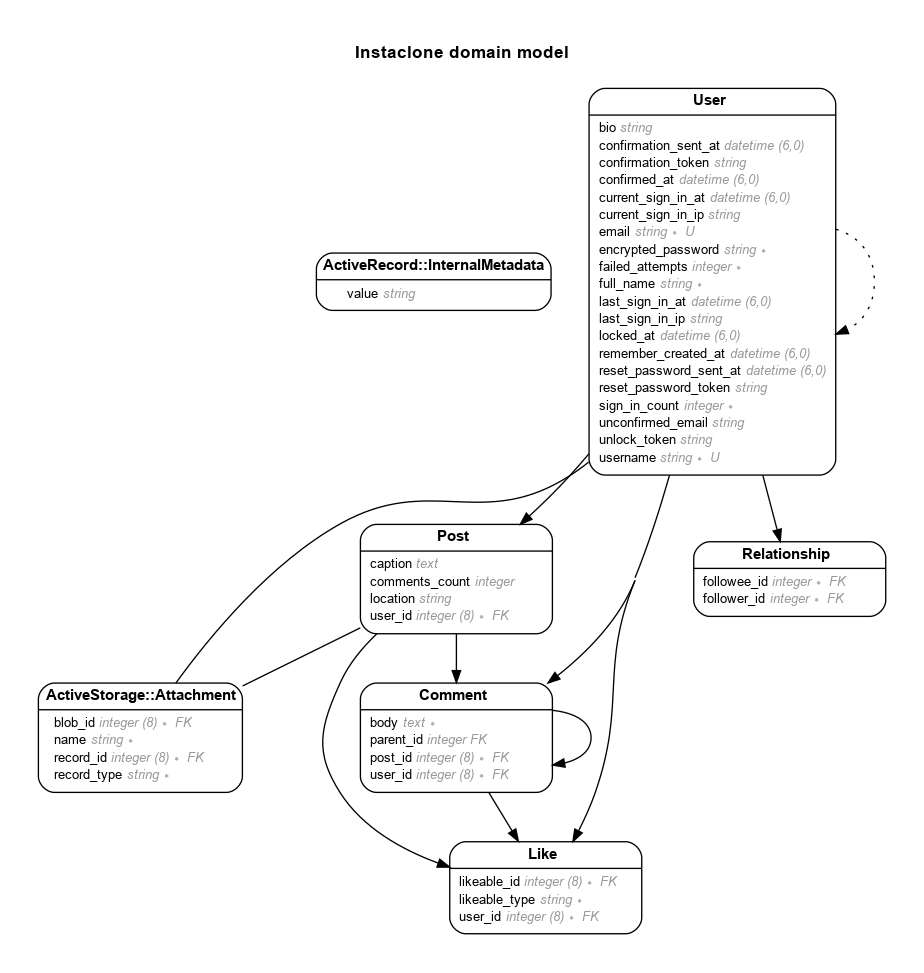 Instaclone domain model
User
bio string
confirmation_sent_at datetime (6,0)
confirmation_token string
confirmed_at datetime (6,0)
current_sign_in_at datetime (6,0)
current_sign_in_ip string
email string ∗ U
encrypted_password string ∗
failed_attempts integer ∗
full_name string ∗
last_sign_in_at datetime (6,0)
last_sign_in_ip string
locked_at datetime (6,0)
remember_created_at datetime (6,0)
reset_password_sent_at datetime (6,0)
reset_password_token string
sign_in_count integer ∗
unconfirmed_email string
unlock_token string
username string ∗ U
ActiveRecord::InternalMetadata
value string
Post
caption text
comments_count integer
location string
user_id integer (8) ∗ FK
Relationship
followee_id integer ∗ FK
follower_id integer ∗ FK
ActiveStorage::Attachment
blob_id integer (8) ∗ FK
name string ∗
record_id integer (8) ∗ FK
record_type string ∗
Comment
body text ∗
parent_id integer FK
post_id integer (8) ∗ FK
user_id integer (8) ∗ FK
Like
likeable_id integer (8) ∗ FK
likeable_type string ∗
user_id integer (8) ∗ FK